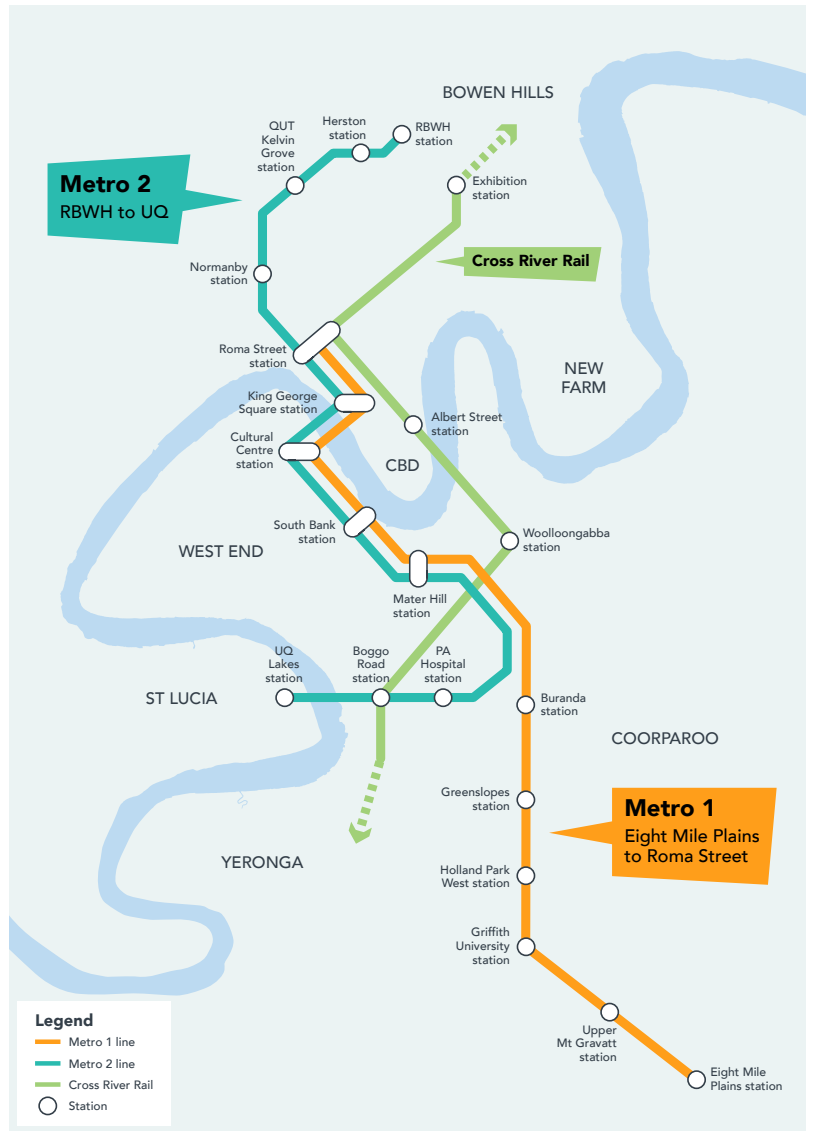 BOWEN HILLS
QUT
Kelvin
Grove
station
Herston
station
RBWH
station
Metro 2
RBWH to UQ
Exhibition
station
Cross River Rail
Normanby
station
Roma Street
station
NEW
FARM
King George
Square station
Albert Street
station
Cultural
Centre
station
CBD
South Bank
station
Woolloongabba
station
WEST END
Mater Hill
station
UQ
Lakes
station
Boggo
Road
station
PA
Hospital
station
ST LUCIA
Buranda
station
COORPAROO
Greenslopes
station
Metro 1
Eight Mile Plains
to Roma Street
YERONGA
Holland Park
West station
Griffith
University
station
Upper
Mt Gravatt
station
Eight Mile
Plains station
Legend
Metro 1 line
Metro 2 line
Cross River Rail
Station